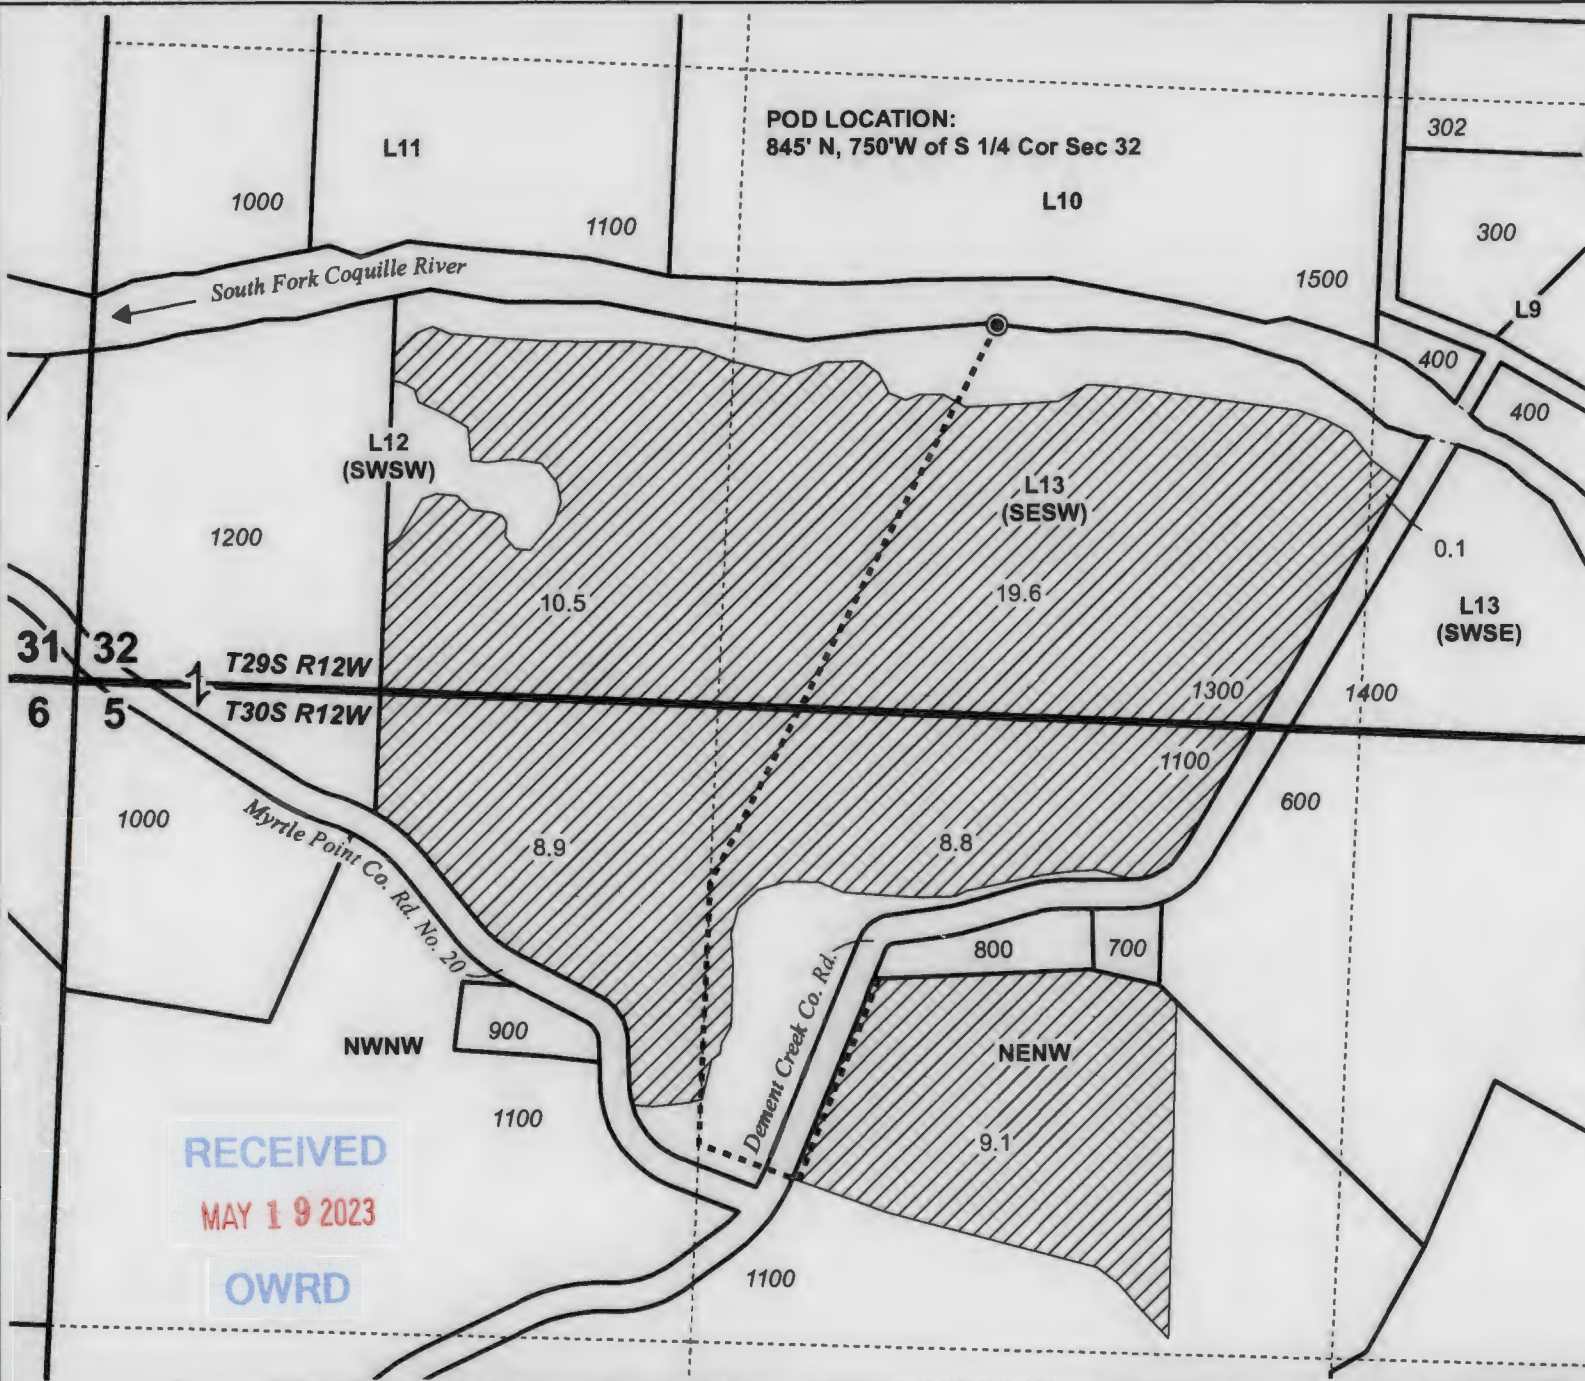 POD LOCATION:
845' N, 750'W of S 1/4 Cor Sec 32
302
L11
1000
L10
1100
300
South Fork Coquille River
1500
L9
400
400
L12
(SWSW)
L13
(SESW)
1200
0.1
10.5
19.6
L13
(SWSE)
31 32
T29S R12W
1300
1400
6 5
T30S R12W
1100
600
1000
Myrtle Point Co. Rd. No. 20
8.9
8.8
800
700
Dement Creek Co. Rd.
900
NWNW
NENW
1100
9.1
RECEIVED
MAY 19 2023
OWRD
1100